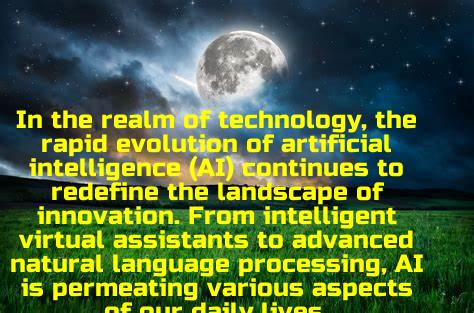 In the realm of technology, the
rapid evolution of artificial
intelligence (AI) continues to
redefine the landscape of
innovation. From intelligent
virtual assistants to advanced
natural language processing, AI
is permeating various aspects
of our daily lives